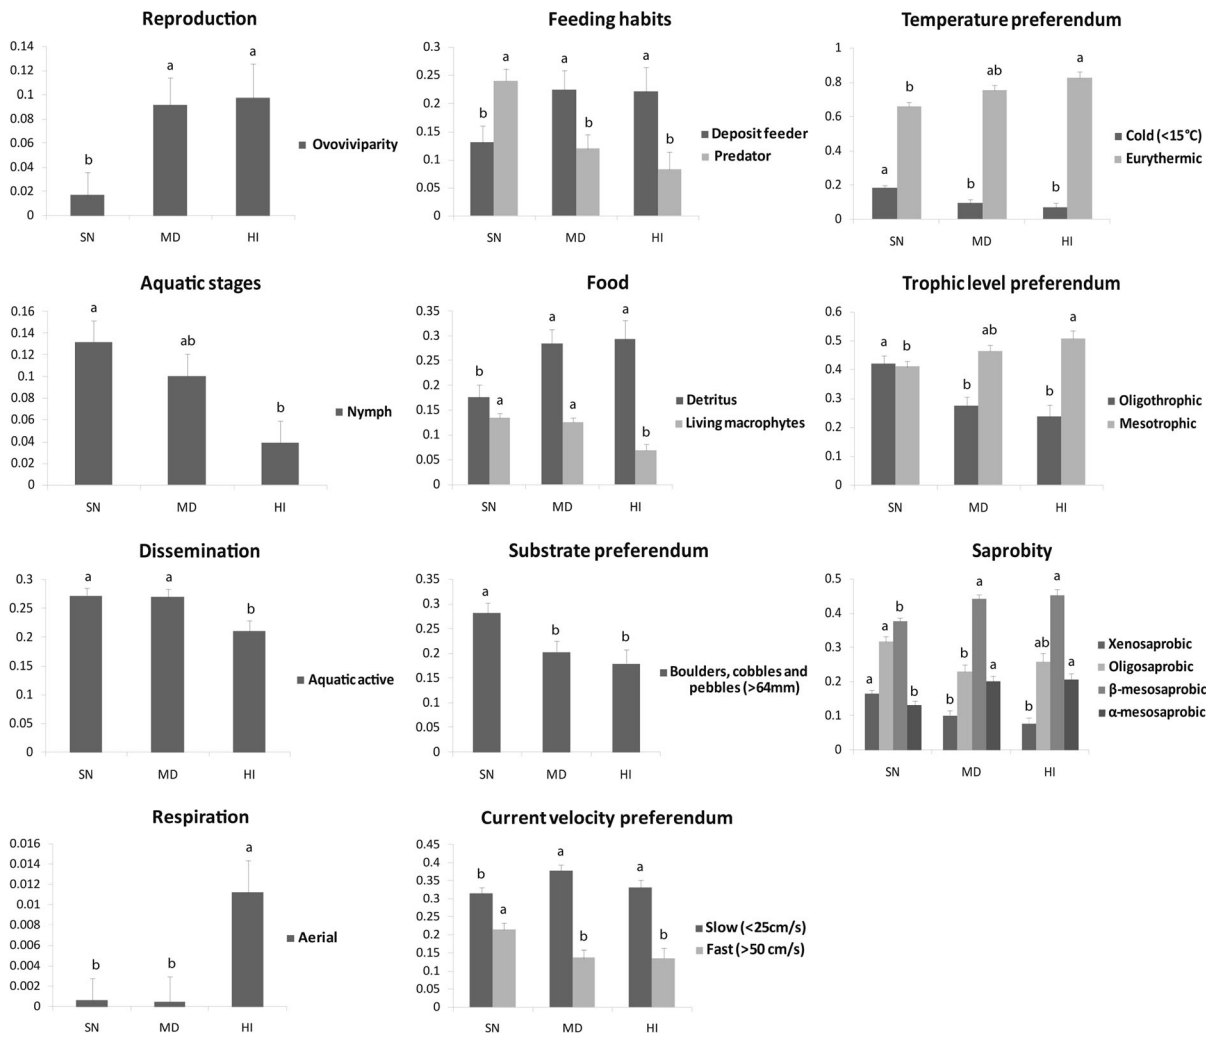 Reproduction
0.14
0.12
0.1
0.08
0.06
0.04
0.02
0
b
a
a
SN
MD
HI
Ovoviviparity
Feeding habits
0.3
0.25
0.2
0.15
0.1
0.05
0
b
a
a
b
a
b
SN
MD
HI
Deposit feeder
Predator
Temperature preferendum
1
0.8
0.6
0.4
0.2
0
a
b
b
ab
b
a
SN
MD
HI
Cold (<15°C)
Eurythermic
Aquatic stages
0.16
0.14
0.12
0.1
0.08
0.06
0.04
0.02
0
a
ab
b
SN
MD
HI
Nymph
Food
0.35
0.3
0.25
0.2
0.15
0.1
0.05
0
b
a
a
a
a
b
SN
MD
HI
Detritus
Living macrophytes
Trophic level preferendum
0.6
0.5
0.4
0.3
0.2
0.1
0
a
b
b
ab
b
a
SN
MD
HI
Oligothrophic
Mesotrophic
Dissemination
0.3
0.25
0.2
0.15
0.1
0.05
0
a
a
b
SN
MD
HI
Aquatic active
Substrate preferendum
0.35
0.3
0.25
0.2
0.15
0.1
0.05
0
a
b
b
SN
MD
HI
Boulders, cobbles and
pebbles (>64mm)
Saprobity
0.5
0.4
0.3
0.2
0.1
0
a
a
b
b
b
b
a
a
b
ab
a
a
SN
MD
HI
Xenosaprobic
Oligosaprobic
β-mesosaprobic
α-mesosaprobic
Respiration
0.016
0.014
0.012
0.01
0.008
0.006
0.004
0.002
0
b
b
a
SN
MD
HI
Aerial
Current velocity preferendum
0.45
0.4
0.35
0.3
0.25
0.2
0.15
0.1
0.05
0
b
a
a
b
a
b
SN
MD
HI
Slow (<25cm/s)
Fast (>50 cm/s)